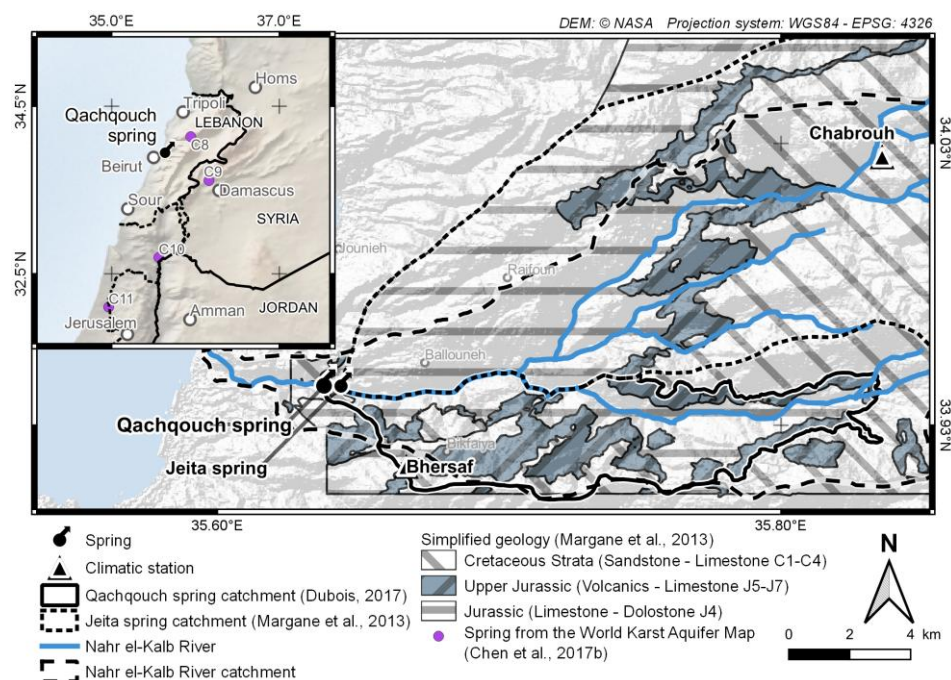 DEM: © NASA Projection system: WGS84 - EPSG: 4326
35.0°E 37.0°E
34.5°N
32.5°N
Homs
Tripoli
LEBANON
Qachqouch
spring
C8
Beirut
C9
Damascus
Sour
SYRIA
C10
C11
Amman
Jerusalem
JORDAN
Jounieh
Raifoun
Ballouneh
Chabrouh
34.03°N
33.93°N
Qachqouch spring
Jeita spring
Bikfaiya
Bhersaf
35.60°E 35.80°E
Spring
Climatic station
Qachqouch spring catchment (Dubois, 2017)
Jeita spring catchment (Margane et al., 2013)
Nahr el-Kalb River
Nahr el-Kalb River catchment
Simplified geology (Margane et al., 2013)
Cretaceous Strata (Sandstone - Limestone C1-C4)
Upper Jurassic (Volcanics - Limestone J5-J7)
Jurassic (Limestone - Dolostone J4)
Spring from the World Karst Aquifer Map
(Chen et al., 2017b)
N
0 2 4 km